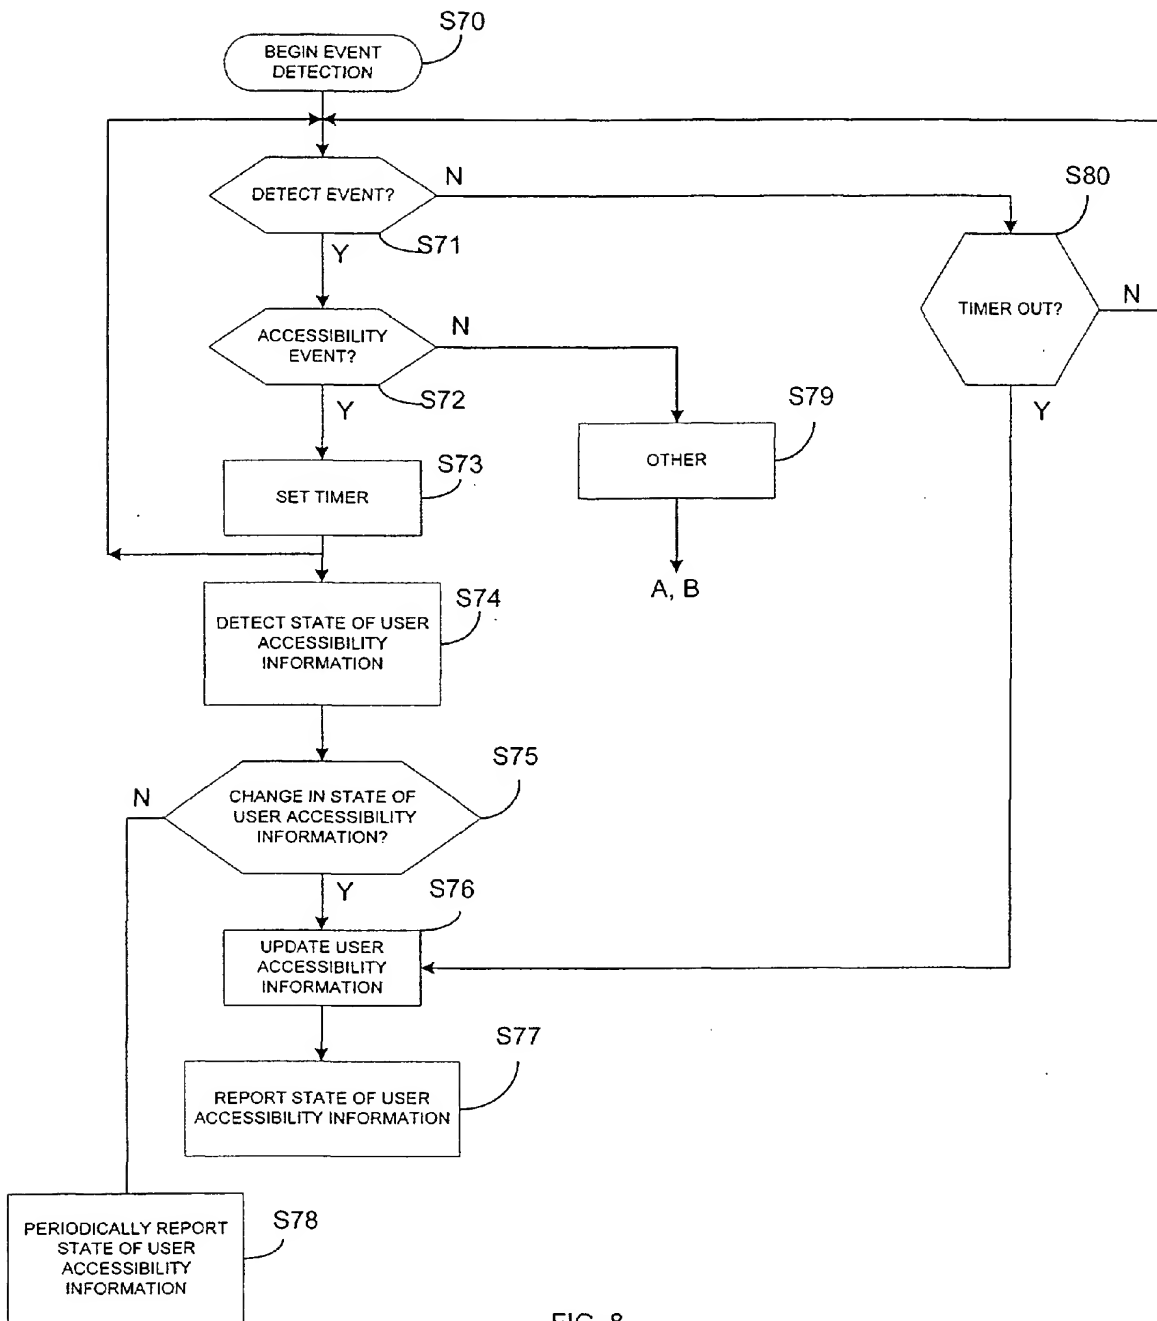 S70
BEGIN EVENT
DETECTION
DETECT EVENT?
N
S80
Y
S71
TIMER OUT?
N
ACCESSIBILITY
EVENT?
N
S72
Y
S79
Y
OTHER
S73
SET TIMER
A, B
S74
DETECT STATE OF USER
ACCESSIBILITY
INFORMATION
S75
N
CHANGE IN STATE OF
USER ACCESSIBILITY
INFORMATION?
Y
S76
UPDATE USER
ACCESSIBILITY
INFORMATION
S77
REPORT STATE OF USER
ACCESSIBILITY INFORMATION
S78
PERIODICALLY REPORT
STATE OF USER
ACCESSIBILITY
INFORMATION
FIG. 8